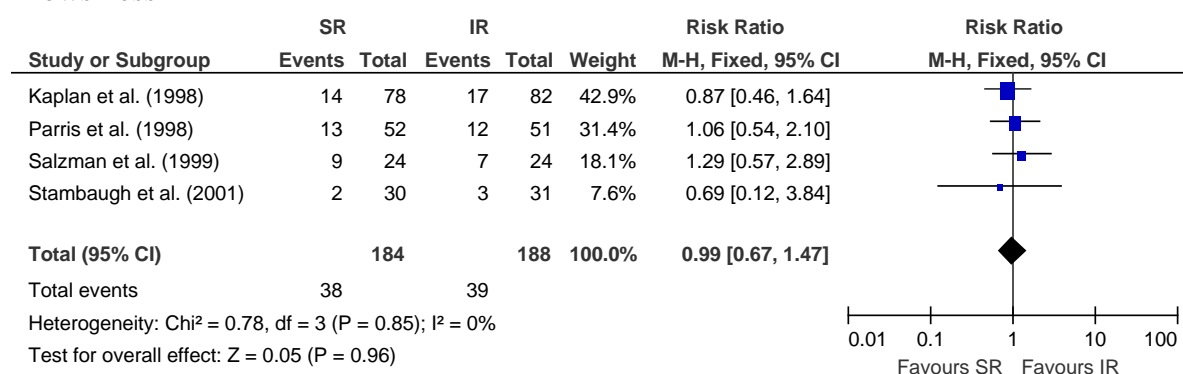 SR IR Risk Ratio Risk Ratio
Study or Subgroup Events Total Events Total Weight M-H, Fixed, 95% CI M-H, Fixed, 95% CI
Kaplan et al. (1998) 14 78 17 82 42.9% 0.87 [0.46, 1.64]
Parris et al. (1998) 13 52 12 51 31.4% 1.06 [0.54, 2.10]
Salzman et al. (1999) 9 24 7 24 18.1% 1.29 [0.57, 2.89]
Stambaugh et al. (2001) 2 30 3 31 7.6% 0.69 [0.12, 3.84]
Total (95% CI) 184 188 100.0% 0.99 [0.67, 1.47]
Total events 38 39
Heterogeneity: Chi² = 0.78, df = 3 (P = 0.85); I² = 0%
Test for overall effect: Z = 0.05 (P = 0.96)
0.01 0.1 1 10 100
Favours SR Favours IR